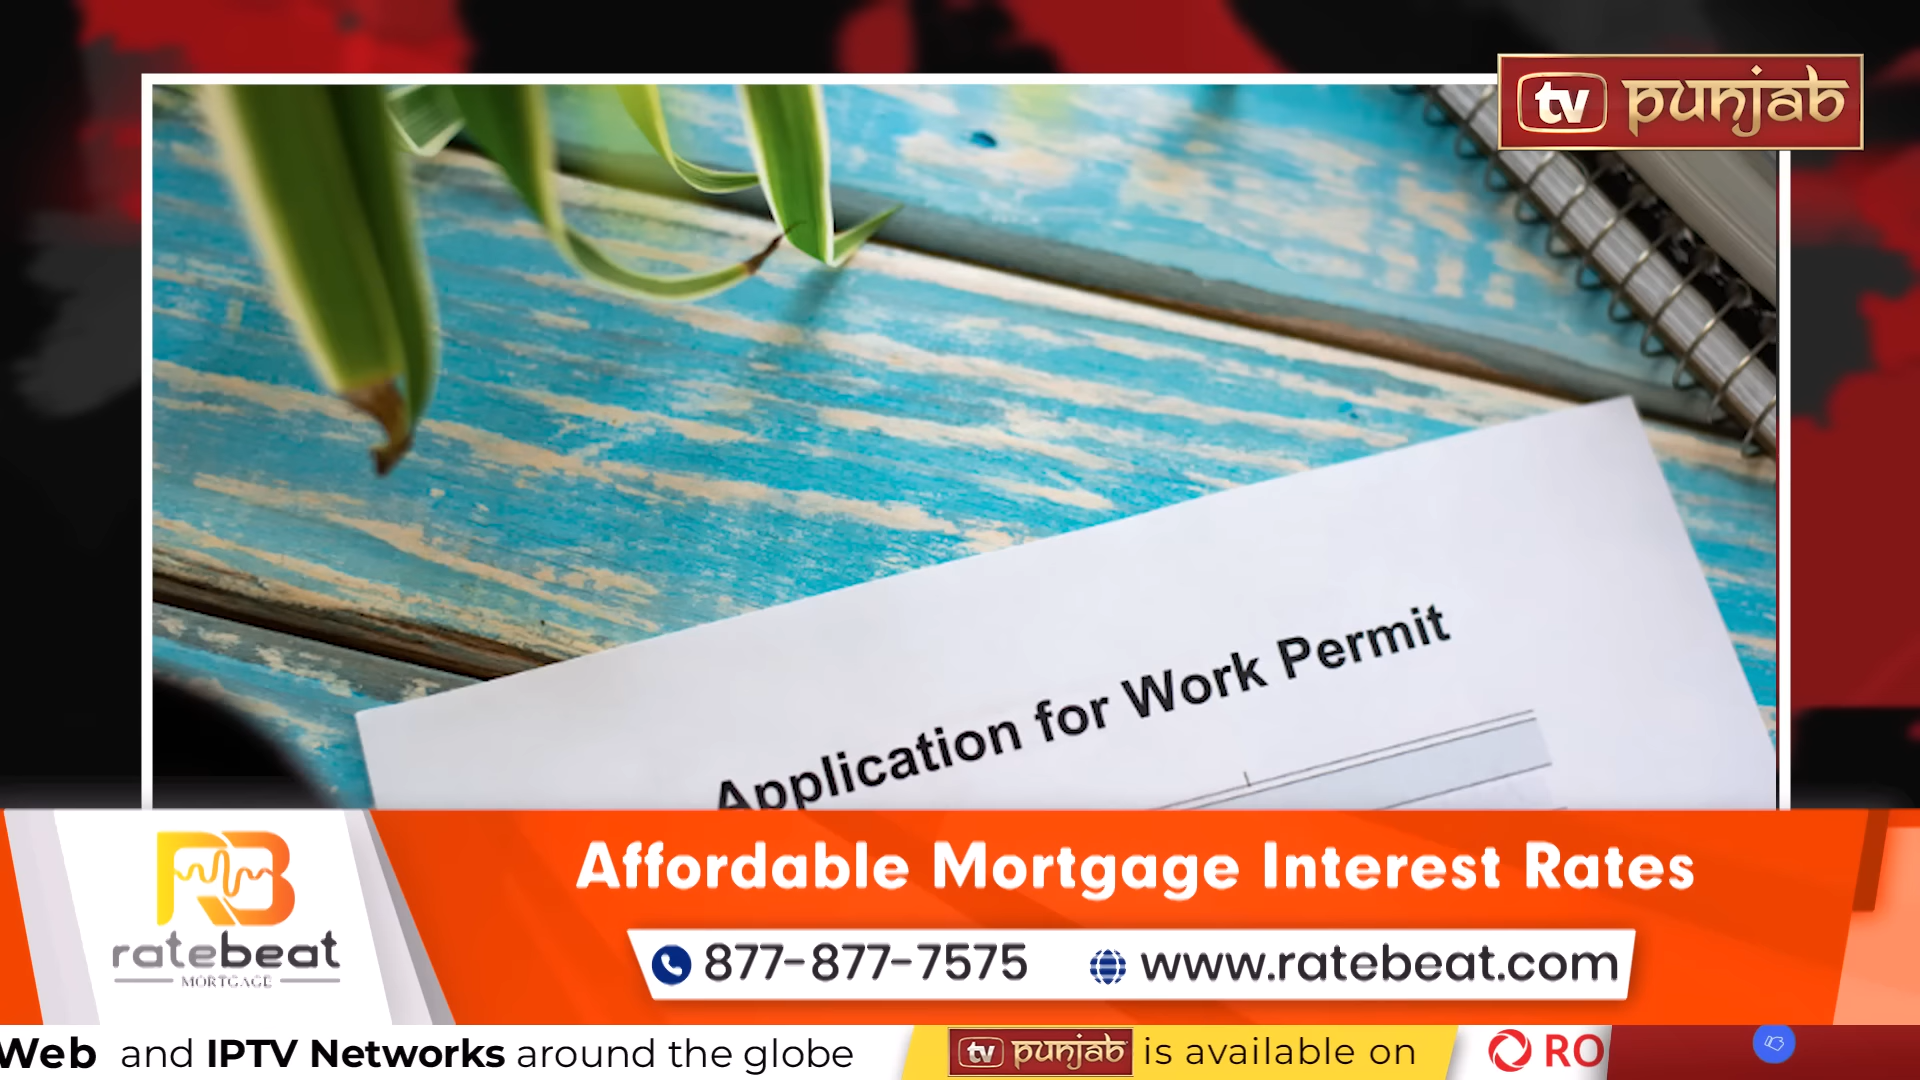 tv punjab
Application for Work Permit
Affordable Mortgage Interest Rates
RB
ratebeat
MORTGAGE
877-877-7575 www.ratebeat.com
Web and IPTV Networks around the globe tv punjab is available on RO